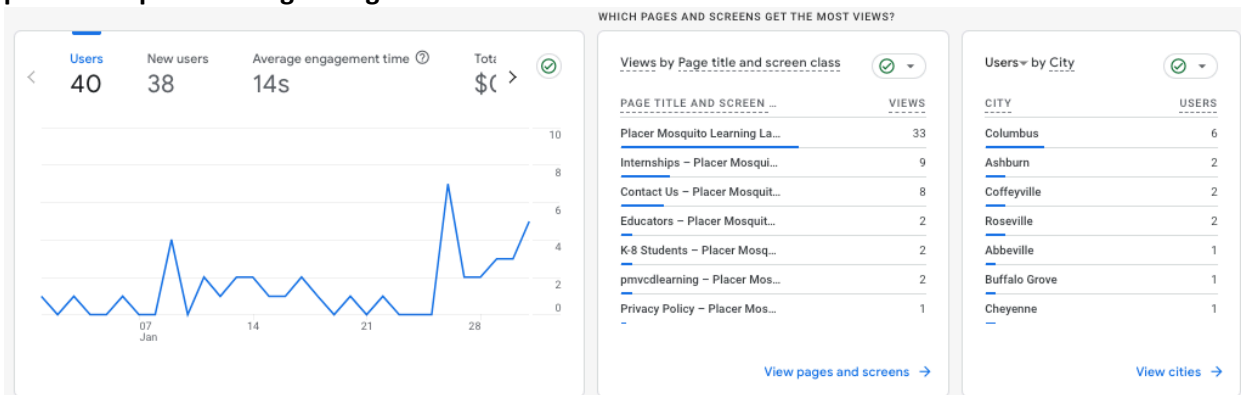 WHICH PAGES AND SCREENS GET THE MOST VIEWS?
Users New users Average engagement time
40 38 14s $(
10
8
6
4
2
0
07 14 21 28
Jan
Views by Page title and screen class
PAGE TITLE AND SCREEN ... VIEWS
Placer Mosquito Learning La... 33
Internships – Placer Mosqui... 9
Contact Us – Placer Mosquit... 8
Educators – Placer Mosquit... 2
K-8 Students – Placer Mosq... 2
pmvcdlearning – Placer Mos... 2
Privacy Policy – Placer Mos... 1
View pages and screens →
Users by City
CITY USERS
Columbus 6
Ashburn 2
Coffeyville 2
Roseville 2
Abbeville 1
Buffalo Grove 1
Cheyenne 1
View cities →